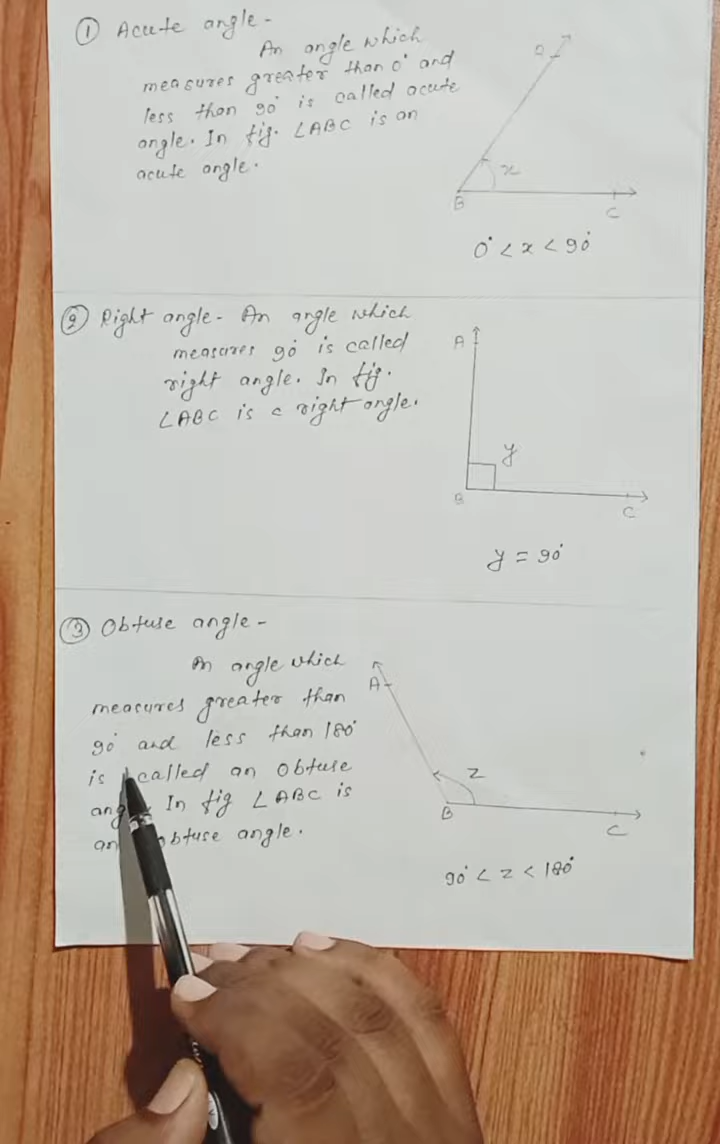 ① Acute angle -
An angle which
measures greater than 0° and
less than 90° is called acute
angle. In fig. ∠ABC is an
acute angle.
x
B
C
0° < x < 90°
② Right angle - An angle which
measures 90° is called
right angle. In fig.
∠ABC is a right angle.
A
y
B
C
y = 90°
③ Obtuse angle -
An angle which
measures greater than
90° and less than 180°
is called an obtuse
In fig ∠ABC is
obtuse angle.
A
z
B
C
90° < z < 180°